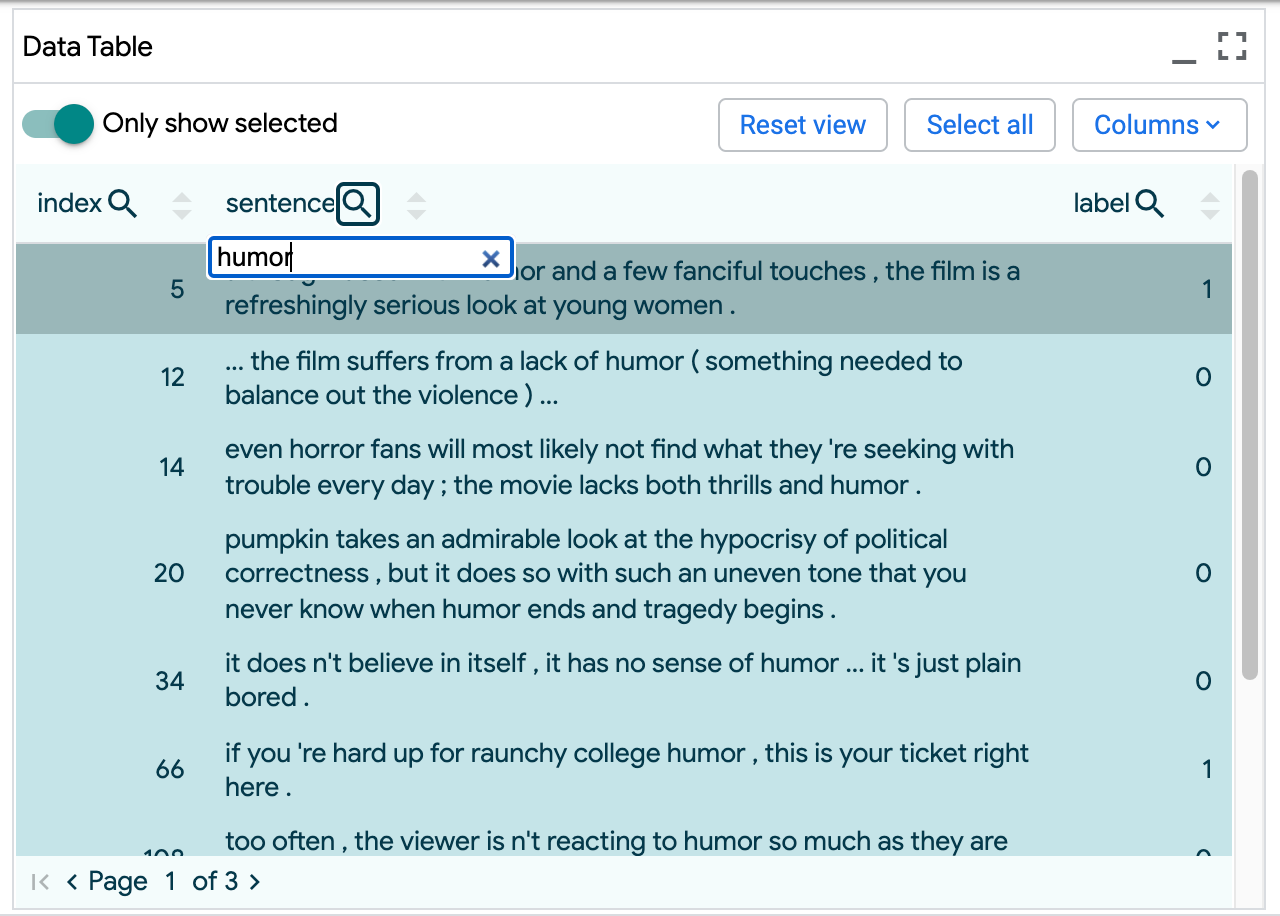 Data Table
Only show selected
Reset view
Select all
Columns
index
sentence
label
humor
5
or and a few fanciful touches , the film is a
refreshingly serious look at young women .
1
12
... the film suffers from a lack of humor ( something needed to
balance out the violence ) ...
0
14
even horror fans will most likely not find what they 're seeking with
trouble every day ; the movie lacks both thrills and humor .
0
20
pumpkin takes an admirable look at the hypocrisy of political
correctness , but it does so with such an uneven tone that you
never know when humor ends and tragedy begins .
0
34
it does n't believe in itself , it has no sense of humor ... it 's just plain
bored .
0
66
if you 're hard up for raunchy college humor , this is your ticket right
here .
1
too often , the viewer is n't reacting to humor so much as they are
Page 1 of 3